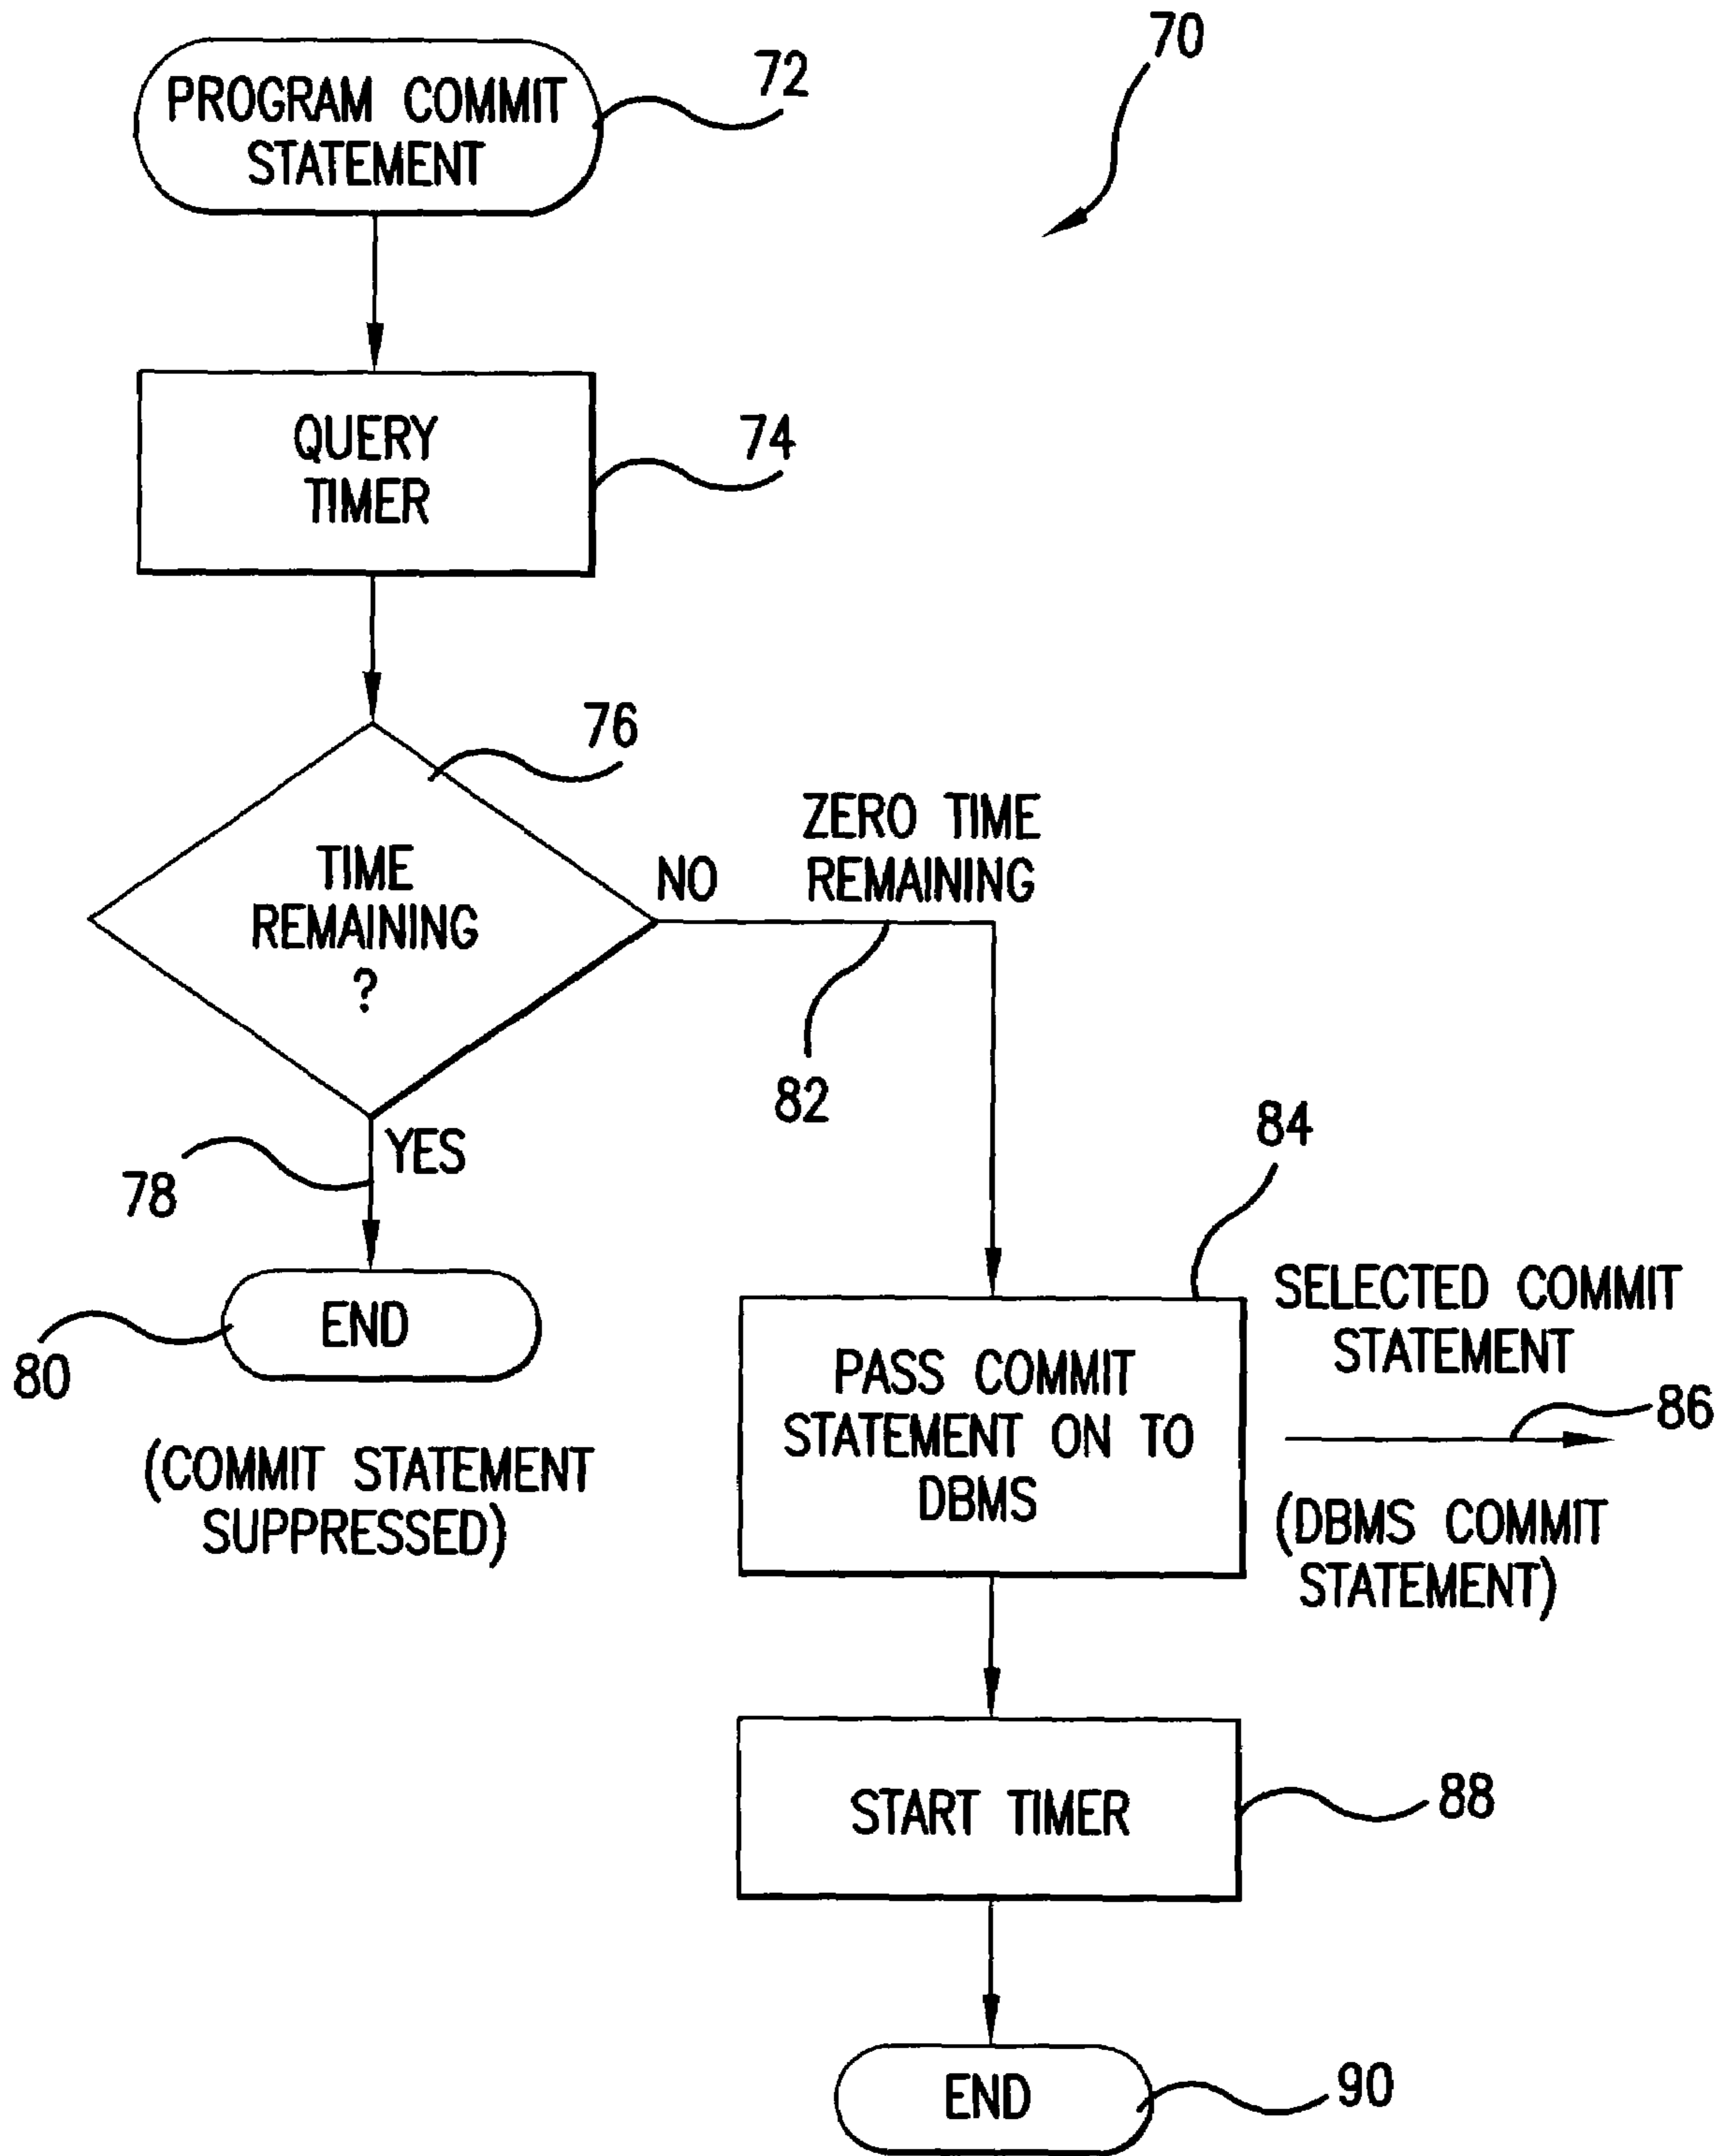 70
PROGRAM COMMIT
STATEMENT
72
QUERY
TIMER
74
76
TIME
REMAINING
?
NO
ZERO TIME
REMAINING
82
YES
78
END
80
(COMMIT STATEMENT
SUPPRESSED)
84
PASS COMMIT
STATEMENT ON TO
DBMS
SELECTED COMMIT
STATEMENT
86
(DBMS COMMIT
STATEMENT)
START TIMER
88
END
90